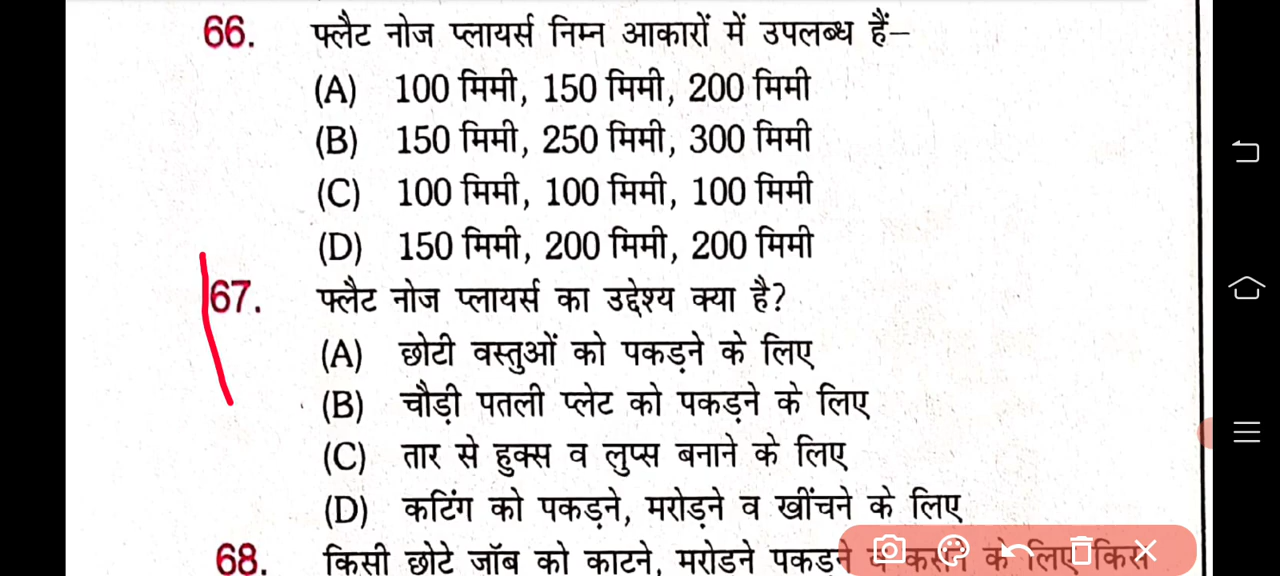 66. फ्लैट नोज प्लायर्स निम्न आकारों में उपलब्ध हैं–
(A) 100 मिमी, 150 मिमी, 200 मिमी
(B) 150 मिमी, 250 मिमी, 300 मिमी
(C) 100 मिमी, 100 मिमी, 100 मिमी
(D) 150 मिमी, 200 मिमी, 200 मिमी
67. फ्लैट नोज प्लायर्स का उद्देश्य क्या है?
(A) छोटी वस्तुओं को पकड़ने के लिए
(B) चौड़ी पतली प्लेट को पकड़ने के लिए
(C) तार से हुक्स व लुप्स बनाने के लिए
(D) कटिंग को पकड़ने, मरोड़ने व खींचने के लिए
68. किसी छोटे जॉब को काटने, मरोडने पकडने के लिए किस